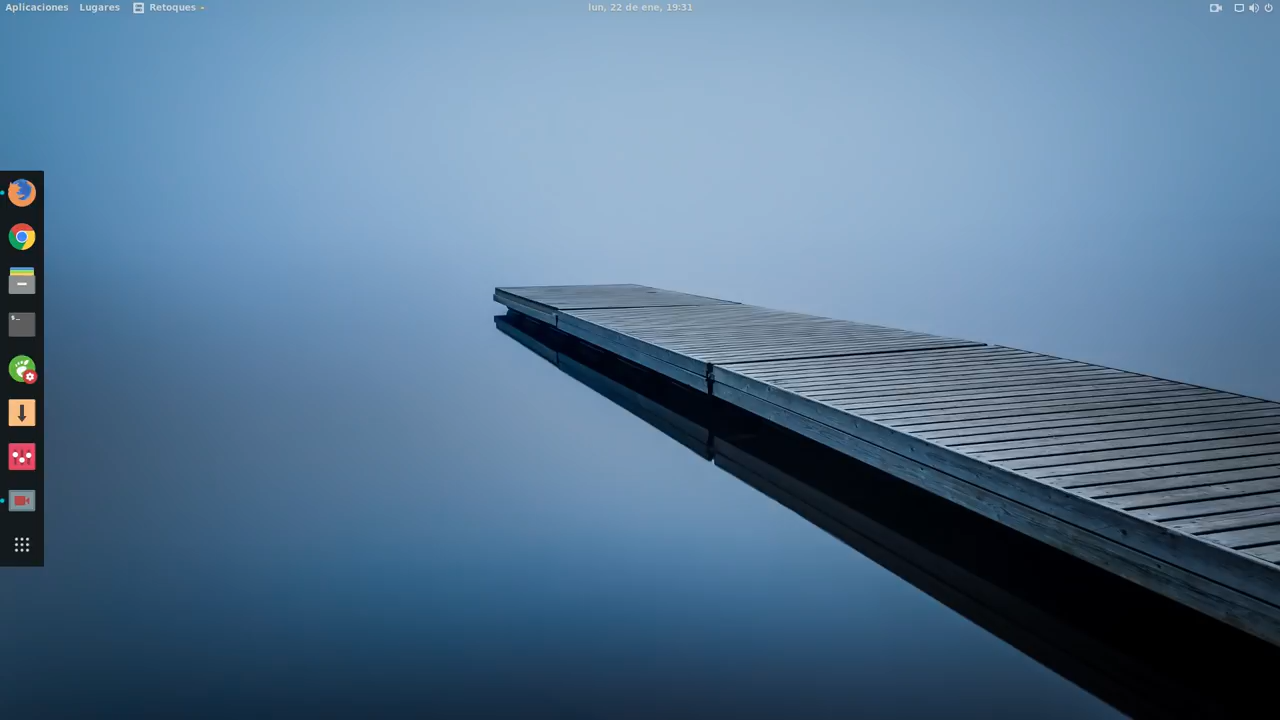 Aplicaciones Lugares Retoques lun, 22 de ene, 19:31
$_